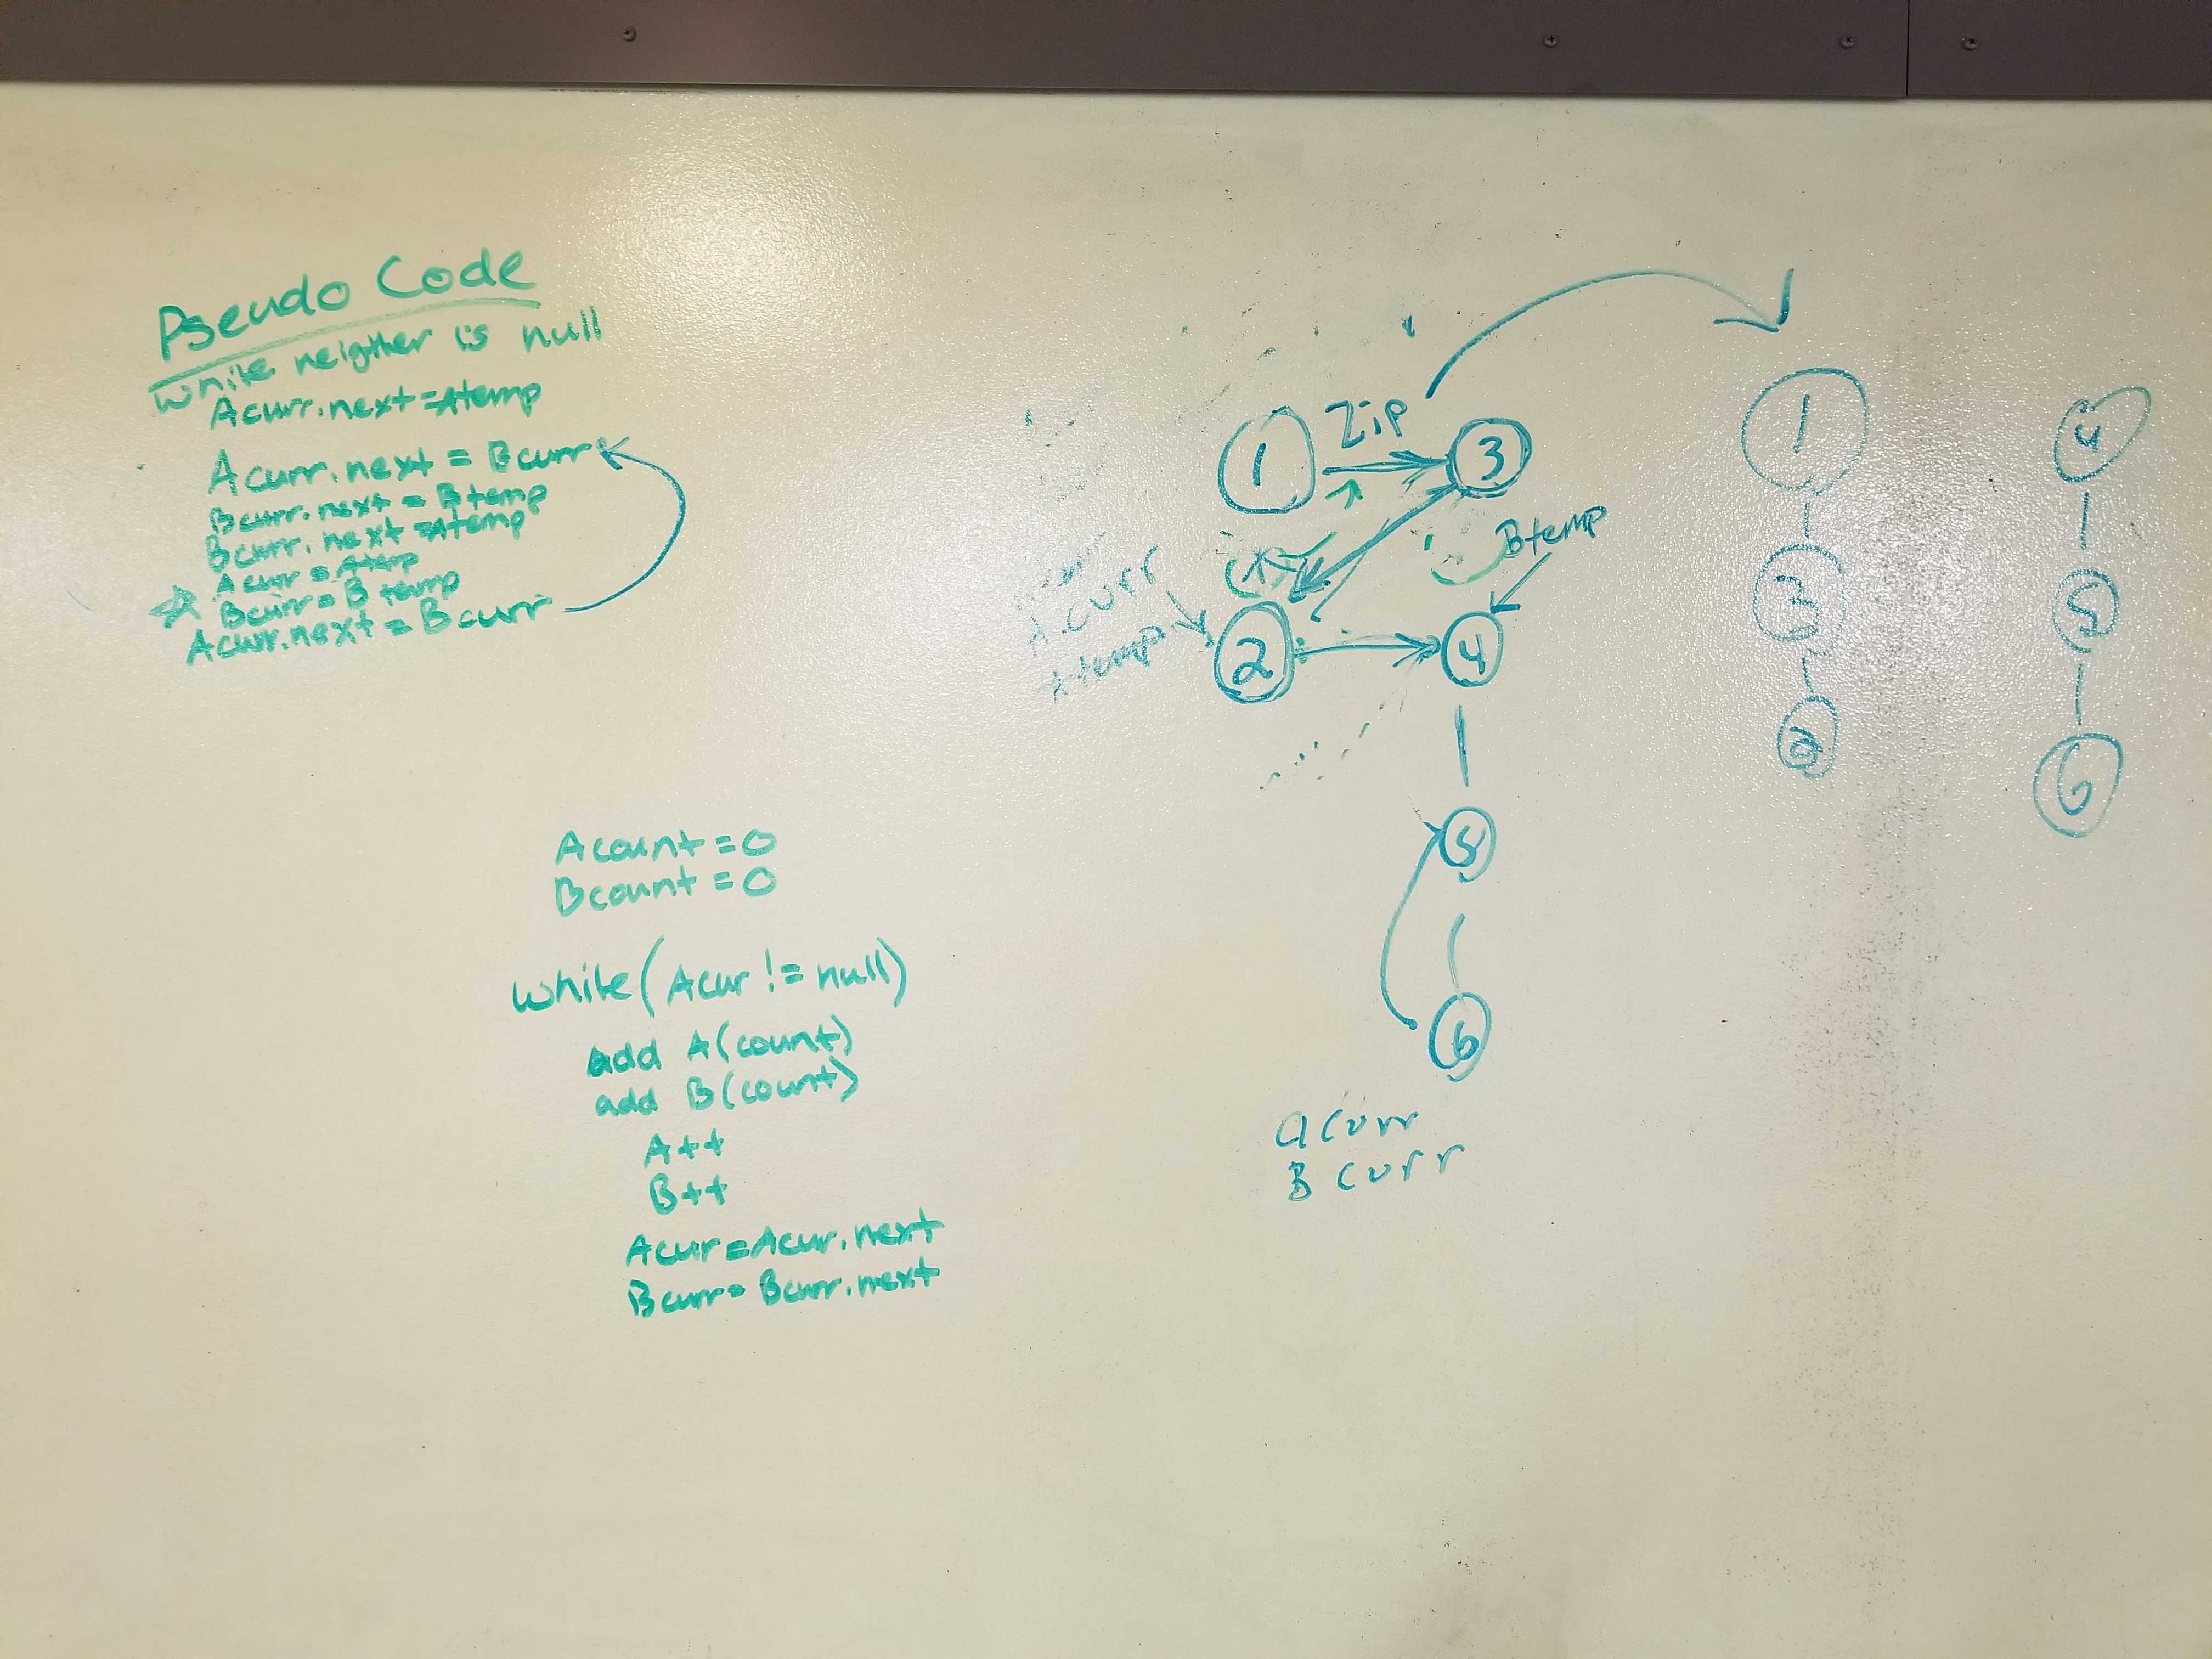 Pseudo Code
while neigther is null
Acurr.next=Atemp
Acurr.next = Bcurr
Bcurr.next = Btemp
Bcurr.next=Atemp
Acurr=Atemp
Bcurr=Btemp
Acurr.next=Bcurr
Acount=0
Bcount=0
while(Acur != null)
add A(count)
add B(count)
A++
B++
Acur=Acur.next
Bcurr= Bcurr.next
Zip
1
3
Btemp
A.curr
Atemp
2
4
5
6
acurr
Bcurr
1
3
2
4
5
6